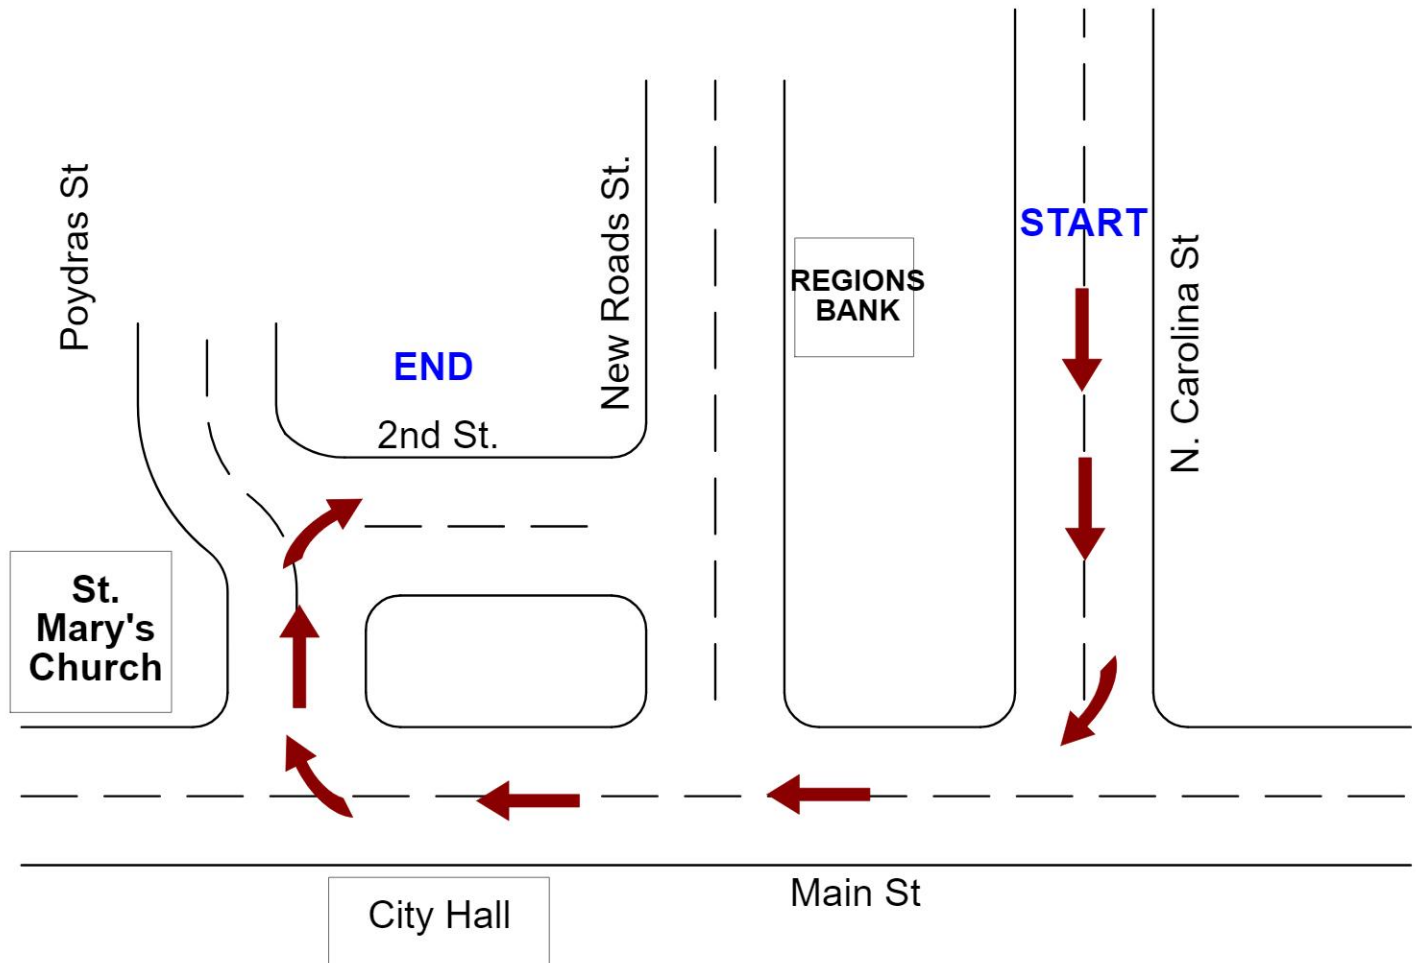 START
N. Carolina St
REGIONS
BANK
New Roads St.
Poydras St
END
2nd St.
St.
Mary's
Church
Main St
City Hall